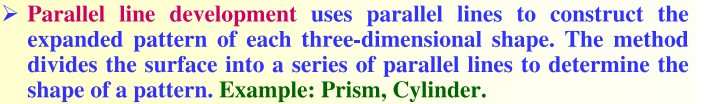 ➢ Parallel line development uses parallel lines to construct the
expanded pattern of each three-dimensional shape. The method
divides the surface into a series of parallel lines to determine the
shape of a pattern. Example: Prism, Cylinder.